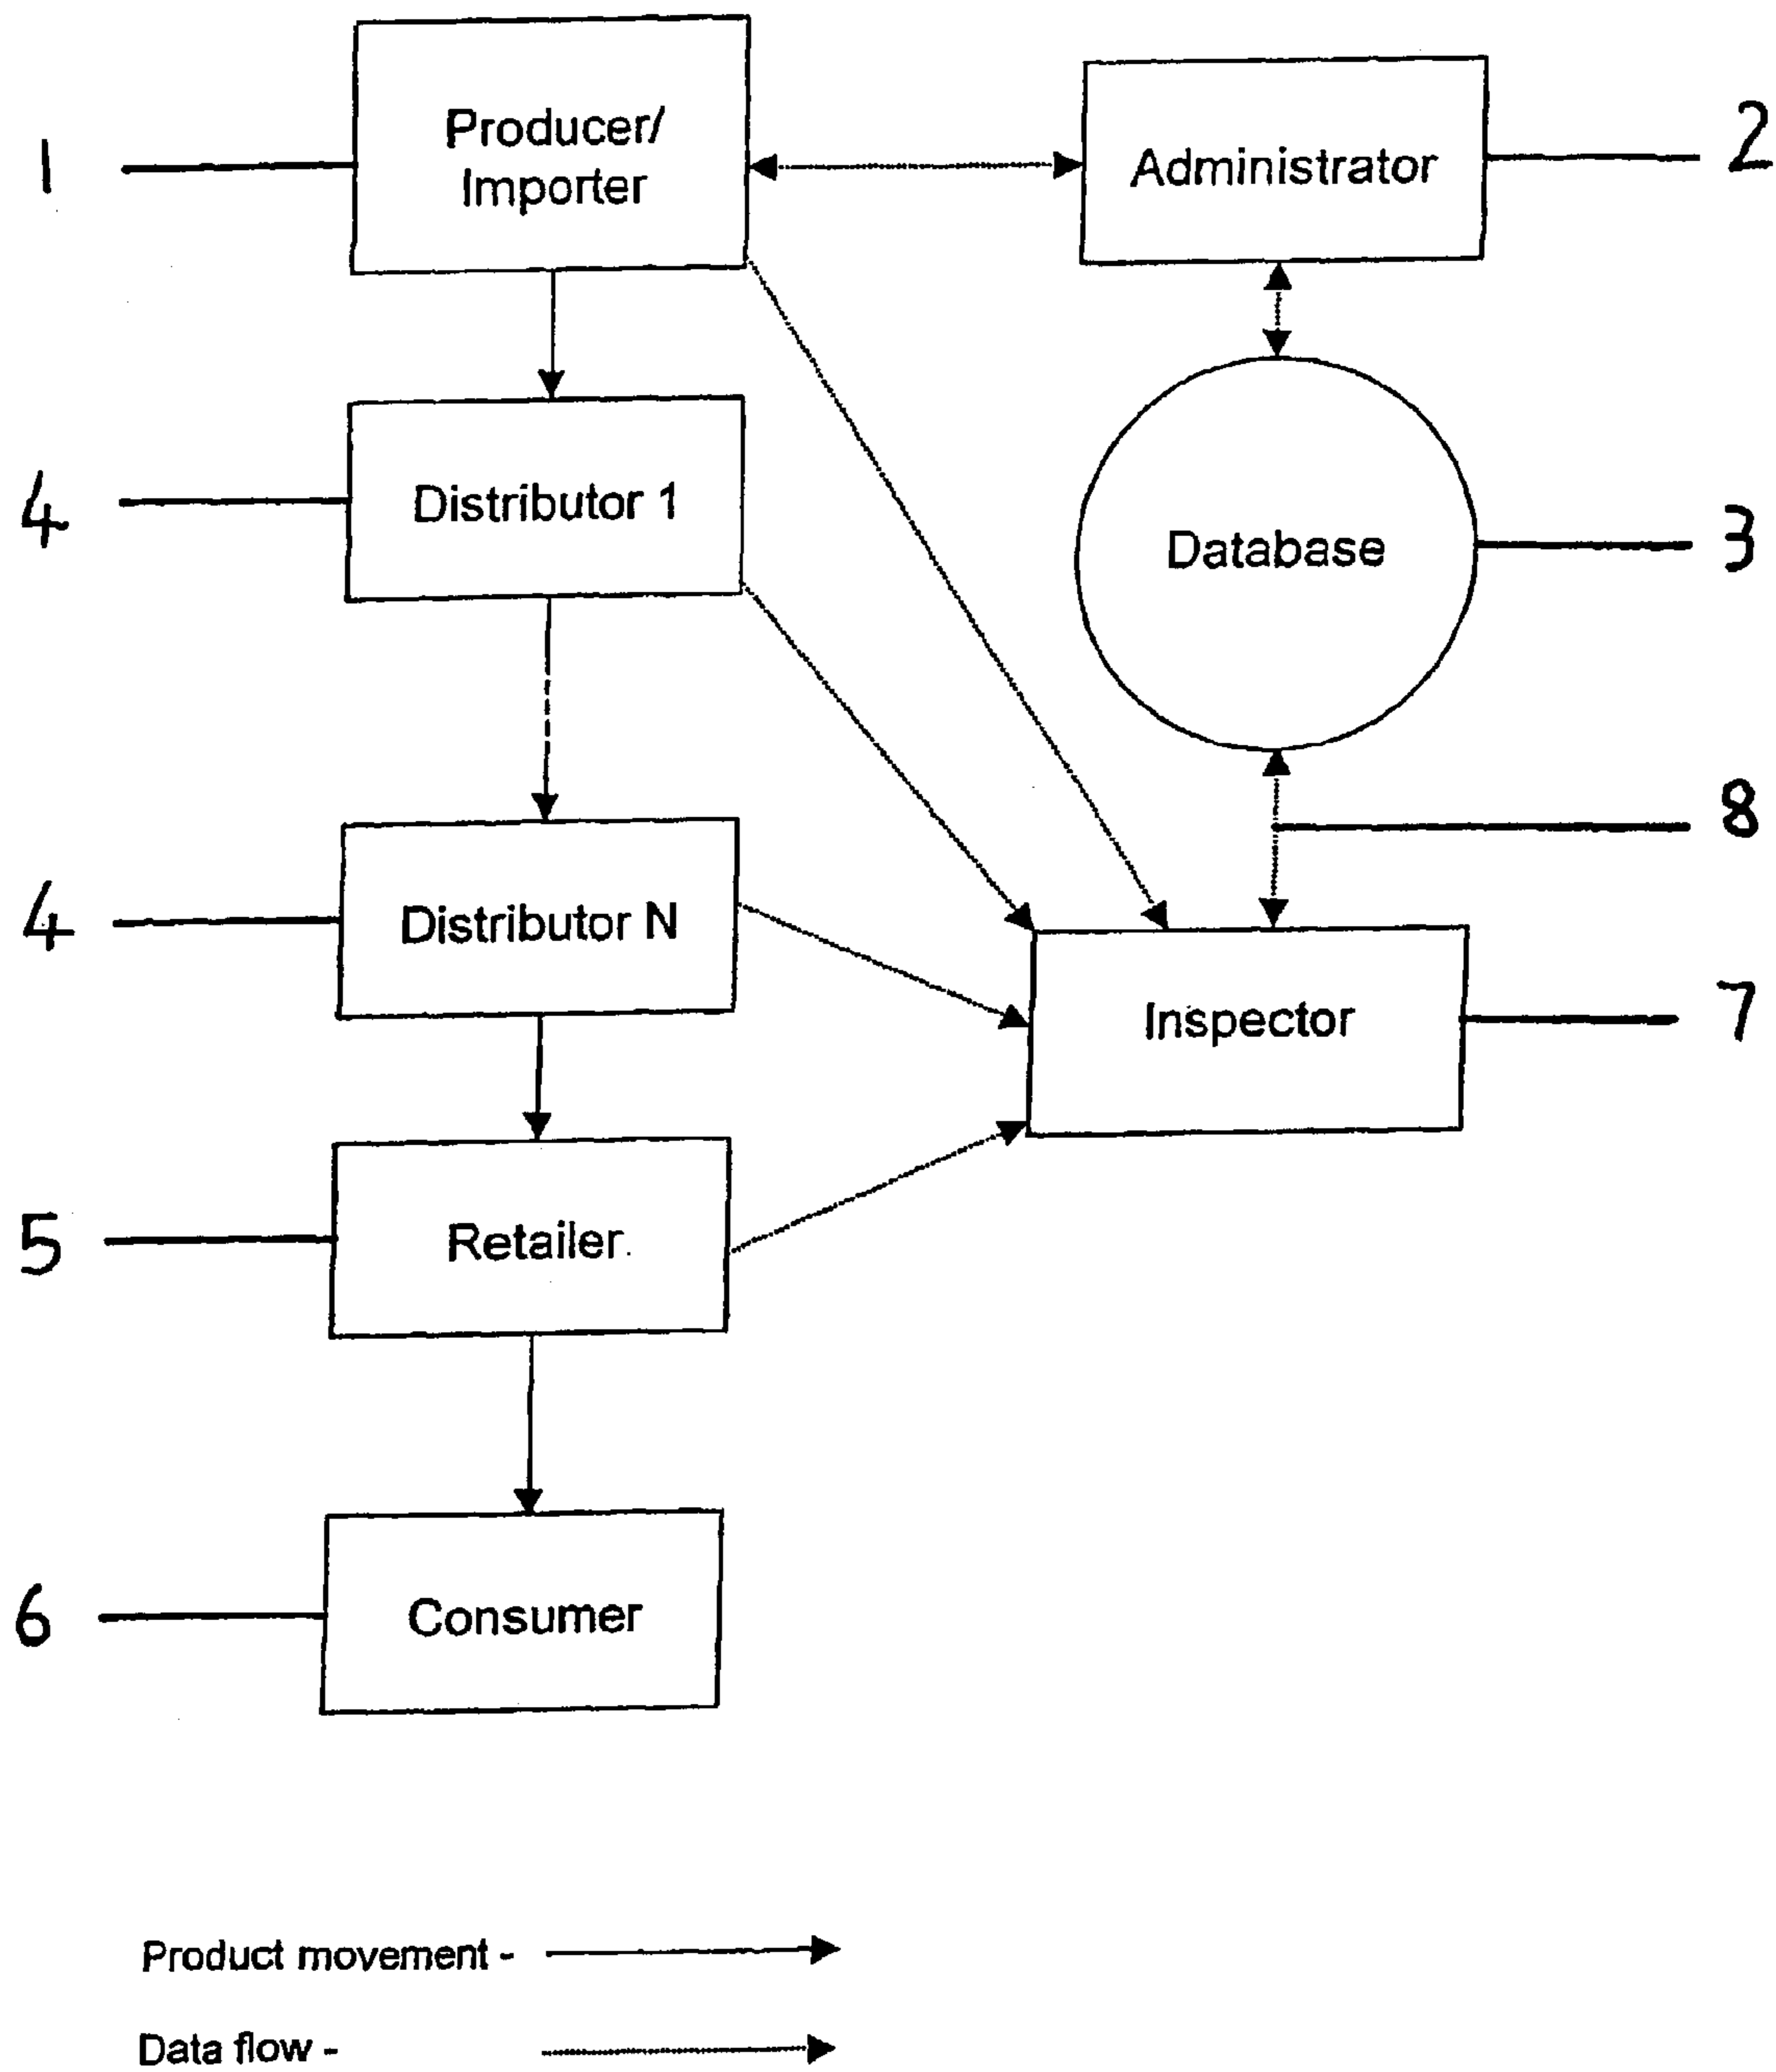 1
Producer/
Importer
Administrator
2
4
Distributor 1
Database
3
8
4
Distributor N
Inspector
7
5
Retailer.
6
Consumer
Product movement -
Data flow -